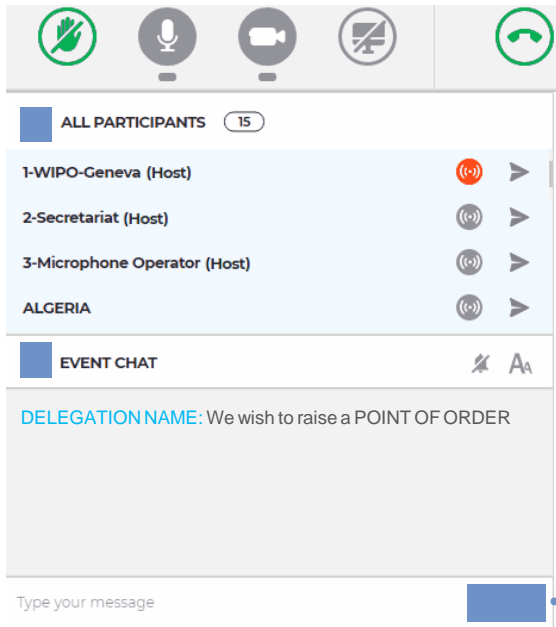 ALL PARTICIPANTS 15
1-WIPO-Geneva (Host)
2-Secretariat (Host)
3-Microphone Operator (Host)
ALGERIA
EVENT CHAT AA
DELEGATION NAME: We wish to raise a POINT OF ORDER
Type your message